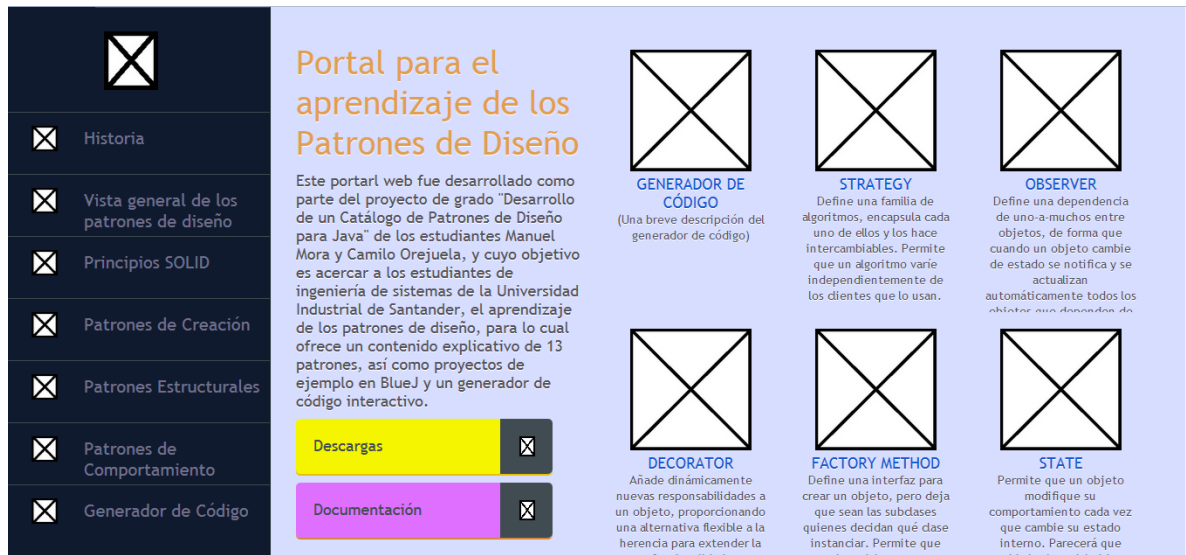 Historia
Vista general de los
patrones de diseño
Principios SOLID
Patrones de Creación
Patrones Estructurales
Patrones de
Comportamiento
Generador de Código
Portal para el
aprendizaje de los
Patrones de Diseño
Este portarl web fue desarrollado como
parte del proyecto de grado "Desarrollo
de un Catálogo de Patrones de Diseño
para Java" de los estudiantes Manuel
Mora y Camilo Orejuela, y cuyo objetivo
es acercar a los estudiantes de
ingeniería de sistemas de la Universidad
Industrial de Santander, el aprendizaje
de los patrones de diseño, para lo cual
ofrece un contenido explicativo de 13
patrones, así como proyectos de
ejemplo en BlueJ y un generador de
código interactivo.
Descargas
Documentación
GENERADOR DE
CÓDIGO
(Una breve descripción del
generador de código)
STRATEGY
Define una familia de
algoritmos, encapsula cada
uno de ellos y los hace
intercambiables. Permite
que un algoritmo varíe
independientemente de
los clientes que lo usan.
OBSERVER
Define una dependencia
de uno-a-muchos entre
objetos, de forma que
cuando un objeto cambie
de estado se notifica y se
actualizan
automáticamente todos los
objetos que dependen de
DECORATOR
Añade dinámicamente
nuevas responsabilidades a
un objeto, proporcionando
una alternativa flexible a la
herencia para extender la
FACTORY METHOD
Define una interfaz para
crear un objeto, pero deja
que sean las subclases
quienes decidan qué clase
instanciar. Permite que
STATE
Permite que un objeto
modifique su
comportamiento cada vez
que cambie su estado
interno. Parecerá que